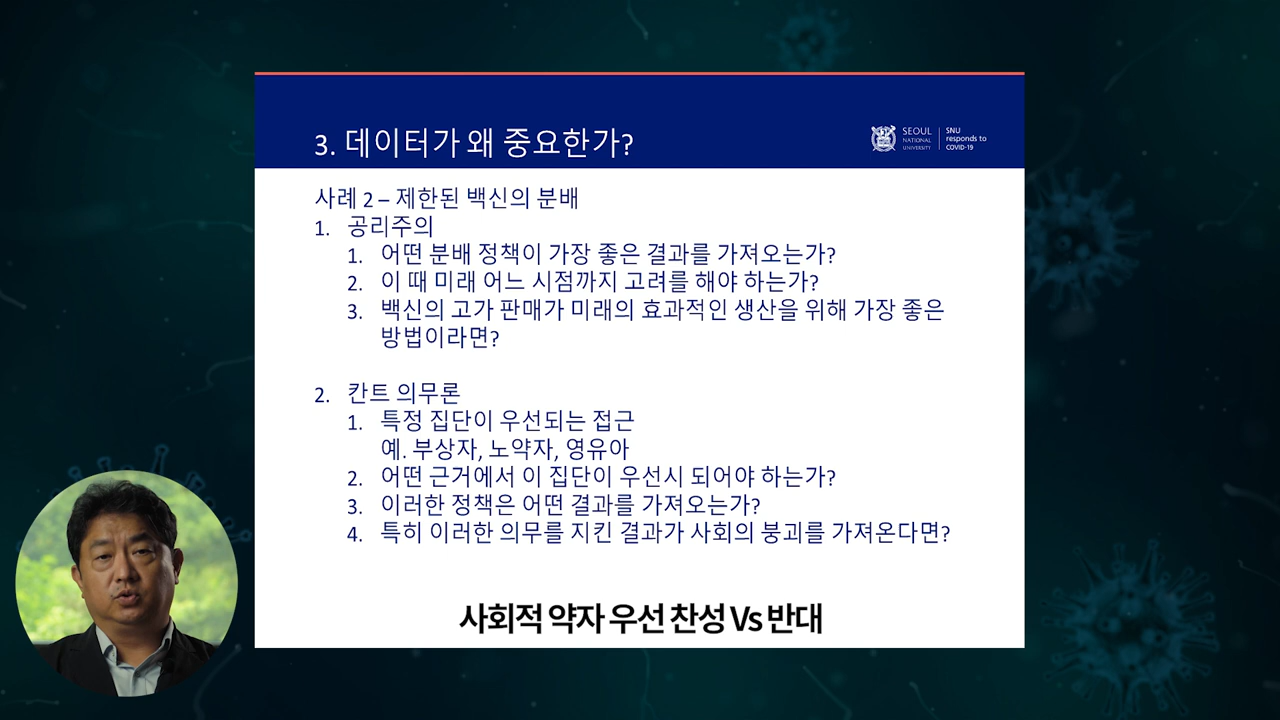 3. 데이터가 왜 중요한가?
SEOUL
NATIONAL
UNIVERSITY
SNU
responds to
COVID-19
사례 2 – 제한된 백신의 분배
1. 공리주의
1. 어떤 분배 정책이 가장 좋은 결과를 가져오는가?
2. 이 때 미래 어느 시점까지 고려를 해야 하는가?
3. 백신의 고가 판매가 미래의 효과적인 생산을 위해 가장 좋은
방법이라면?
2. 칸트 의무론
1. 특정 집단이 우선되는 접근
예. 부상자, 노약자, 영유아
2. 어떤 근거에서 이 집단이 우선시 되어야 하는가?
3. 이러한 정책은 어떤 결과를 가져오는가?
4. 특히 이러한 의무를 지킨 결과가 사회의 붕괴를 가져온다면?
사회적 약자 우선 찬성 Vs 반대